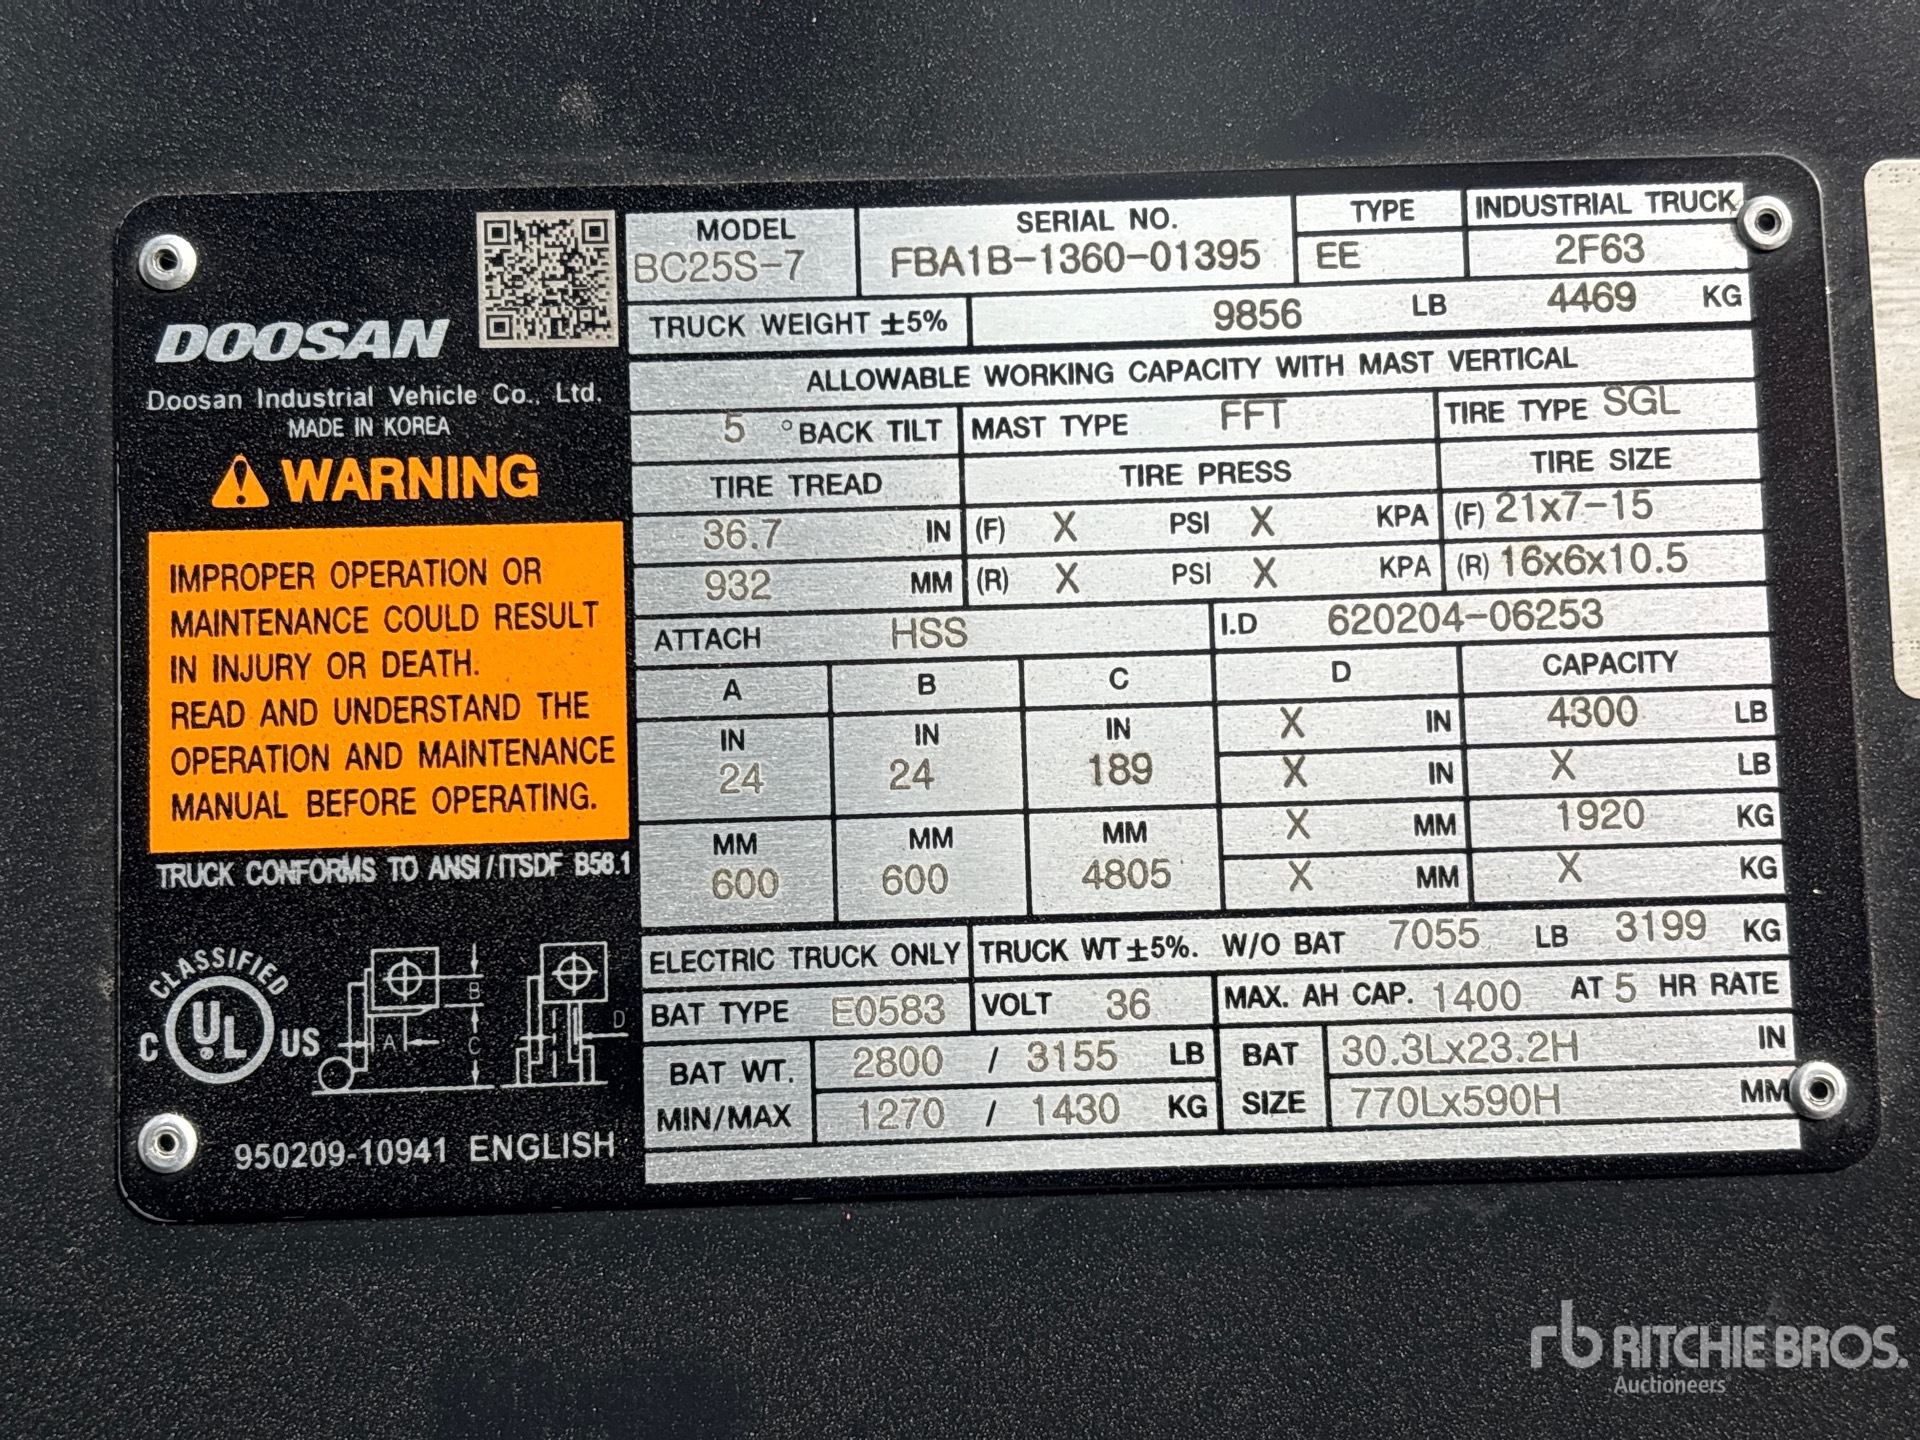 DOOSAN
Doosan Industrial Vehicle Co., Ltd.
MADE IN KOREA
WARNING
IMPROPER OPERATION OR
MAINTENANCE COULD RESULT
IN INJURY OR DEATH.
READ AND UNDERSTAND THE
OPERATION AND MAINTENANCE
MANUAL BEFORE OPERATING.
TRUCK CONFORMS TO ANSI/ITSDF B56.1
CLASSIFIED
C UL US
A B C D
950209-10941 ENGLISH
MODEL SERIAL NO. TYPE INDUSTRIAL TRUCK
BC25S-7 FBA1B-1360-01395 EE 2F63
TRUCK WEIGHT ±5% 9856 LB 4469 KG
ALLOWABLE WORKING CAPACITY WITH MAST VERTICAL
5 °BACK TILT MAST TYPE FFT TIRE TYPE SGL
TIRE TREAD TIRE PRESS TIRE SIZE
36.7 IN (F) X PSI X KPA (F) 21x7-15
932 MM (R) X PSI X KPA (R) 16x6x10.5
ATTACH HSS I.D 620204-06253
A B C D CAPACITY
IN IN IN X IN 4300 LB
24 24 189 X IN X LB
MM MM MM X MM 1920 KG
600 600 4805 X MM X KG
ELECTRIC TRUCK ONLY TRUCK WT ±5%. W/O BAT 7055 LB 3199 KG
BAT TYPE E0583 VOLT 36 MAX. AH CAP. 1400 AT 5 HR RATE
BAT WT. 2800 / 3155 LB BAT 30.3Lx23.2H IN
MIN/MAX 1270 / 1430 KG SIZE 770Lx590H MM
rb RITCHIE BROS.
Auctioneers